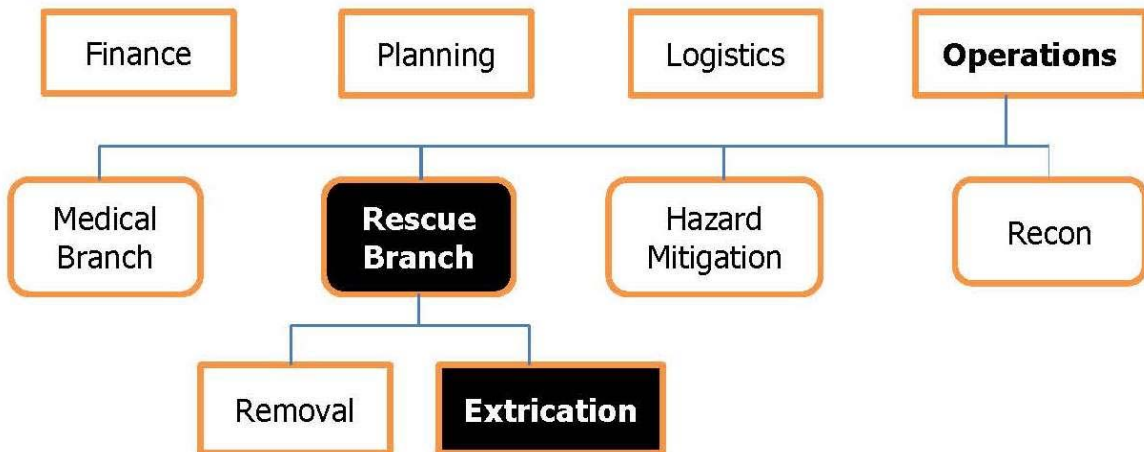 Finance
Planning
Logistics
Operations
Medical
Branch
Rescue
Branch
Hazard
Mitigation
Recon
Removal
Extrication